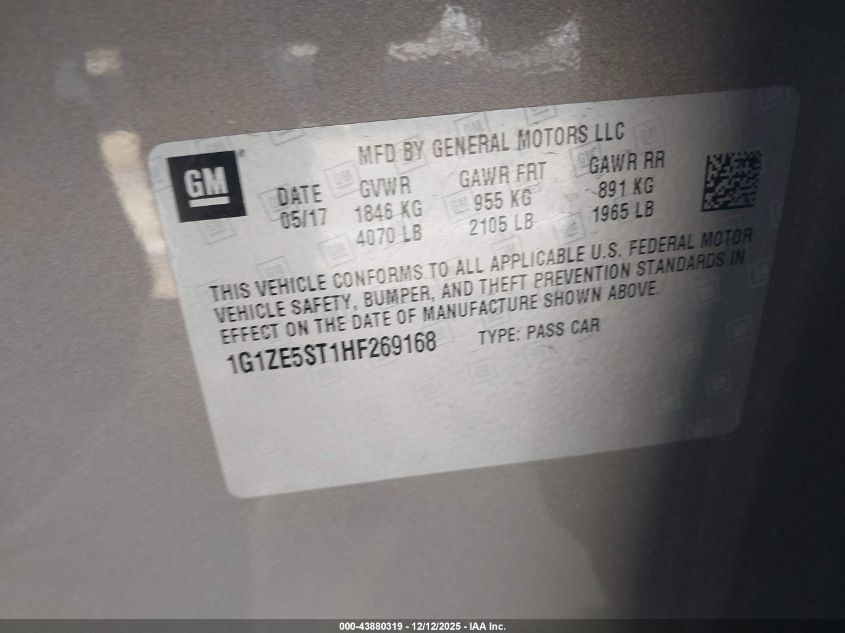 GM
MFD BY GENERAL MOTORS LLC
DATE GVWR GAWR FRT GAWR RR
05/17 1846 KG 955 KG 891 KG
4070 LB 2105 LB 1965 LB
THIS VEHICLE CONFORMS TO ALL APPLICABLE U.S. FEDERAL MOTOR
VEHICLE SAFETY, BUMPER, AND THEFT PREVENTION STANDARDS IN
EFFECT ON THE DATE OF MANUFACTURE SHOWN ABOVE.
1G1ZE5ST1HF269168 TYPE: PASS CAR
000-43880319 - 12/12/2025 - IAA Inc.